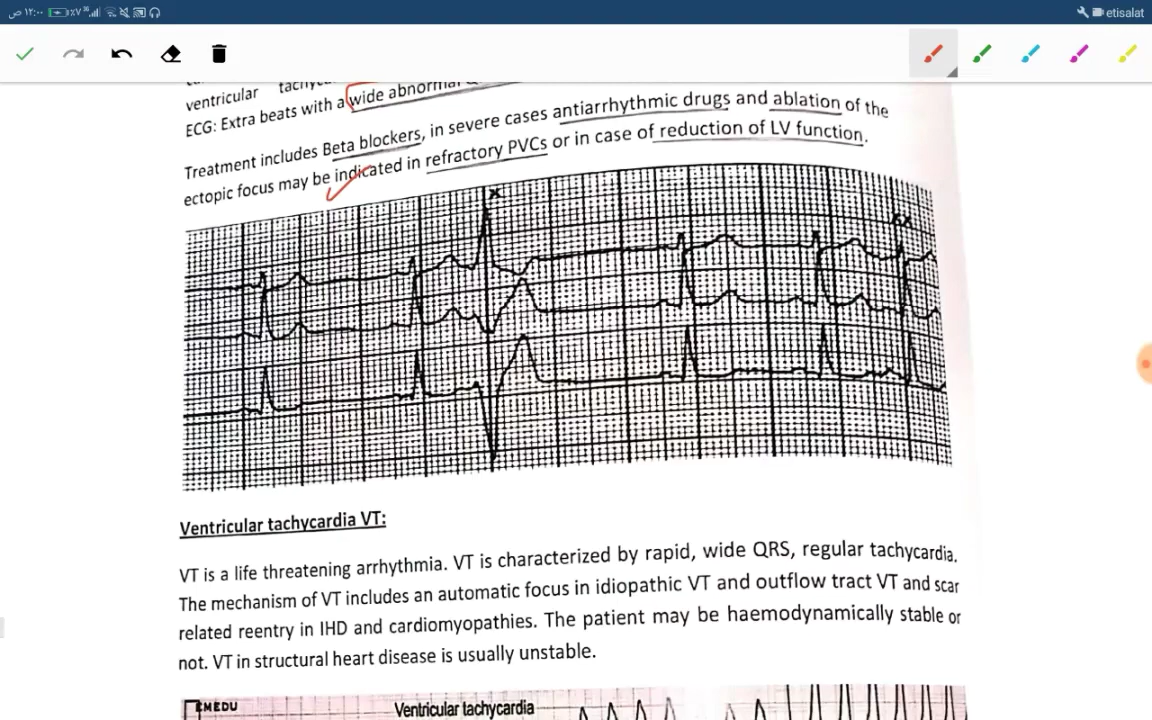 ١٢:٠٠ ص
٪٧
etisalat
ventricular
ECG: Extra beats with a wide abnormal
Treatment includes Beta blockers, in severe cases antiarrhythmic drugs and ablation of the
ectopic focus may be indicated in refractory PVCs or in case of reduction of LV function.
Ventricular tachycardia VT:
VT is a life threatening arrhythmia. VT is characterized by rapid, wide QRS, regular tachycardia.
The mechanism of VT includes an automatic focus in idiopathic VT and outflow tract VT and scar
related reentry in IHD and cardiomyopathies. The patient may be haemodynamically stable or
not. VT in structural heart disease is usually unstable.
EMEDU
Ventricular tachycardia